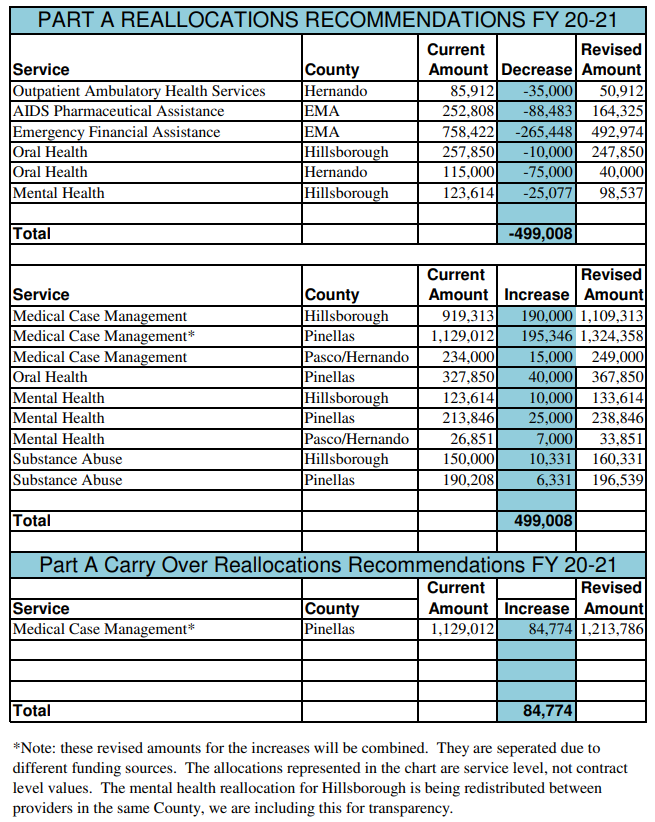 PART A REALLOCATIONS RECOMMENDATIONS FY 20-21
Current Revised
Service County Amount Decrease Amount
Outpatient Ambulatory Health Services Hernando 85,912 -35,000 50,912
AIDS Pharmaceutical Assistance EMA 252,808 -88,483 164,325
Emergency Financial Assistance EMA 758,422 -265,448 492,974
Oral Health Hillsborough 257,850 -10,000 247,850
Oral Health Hernando 115,000 -75,000 40,000
Mental Health Hillsborough 123,614 -25,077 98,537
Total -499,008
Current Revised
Service County Amount Increase Amount
Medical Case Management Hillsborough 919,313 190,000 1,109,313
Medical Case Management* Pinellas 1,129,012 195,346 1,324,358
Medical Case Management Pasco/Hernando 234,000 15,000 249,000
Oral Health Pinellas 327,850 40,000 367,850
Mental Health Hillsborough 123,614 10,000 133,614
Mental Health Pinellas 213,846 25,000 238,846
Mental Health Pasco/Hernando 26,851 7,000 33,851
Substance Abuse Hillsborough 150,000 10,331 160,331
Substance Abuse Pinellas 190,208 6,331 196,539
Total 499,008
Part A Carry Over Reallocations Recommendations FY 20-21
Current Revised
Service County Amount Increase Amount
Medical Case Management* Pinellas 1,129,012 84,774 1,213,786
Total 84,774
*Note: these revised amounts for the increases will be combined. They are seperated due to
different funding sources. The allocations represented in the chart are service level, not contract
level values. The mental health reallocation for Hillsborough is being redistributed between
providers in the same County, we are including this for transparency.